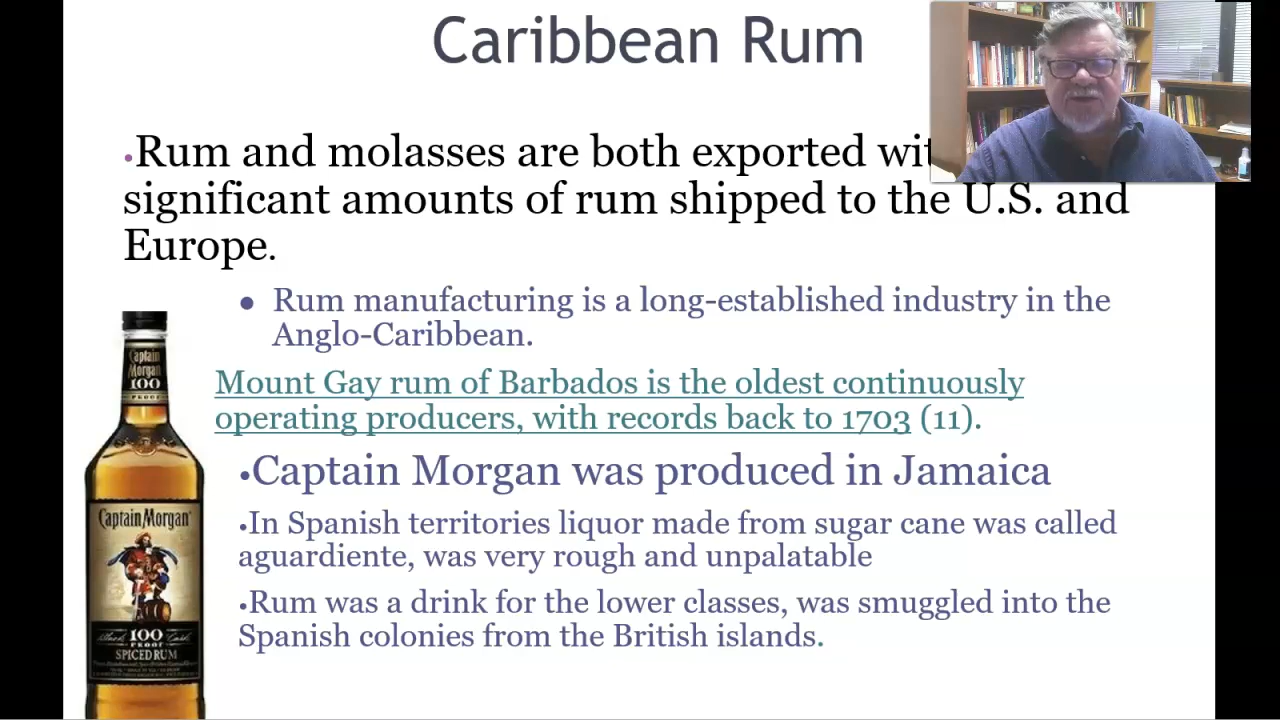 Caribbean Rum
•Rum and molasses are both exported
significant amounts of rum shipped to the U.S. and
Europe.
● Rum manufacturing is a long-established industry in the
Anglo-Caribbean.
Mount Gay rum of Barbados is the oldest continuously
operating producers, with records back to 1703 (11).
•Captain Morgan was produced in Jamaica
•In Spanish territories liquor made from sugar cane was called
aguardiente, was very rough and unpalatable
•Rum was a drink for the lower classes, was smuggled into the
Spanish colonies from the British islands.
Captain
Morgan
100
PROOF
Captain Morgan
100
PROOF
SPICED RUM